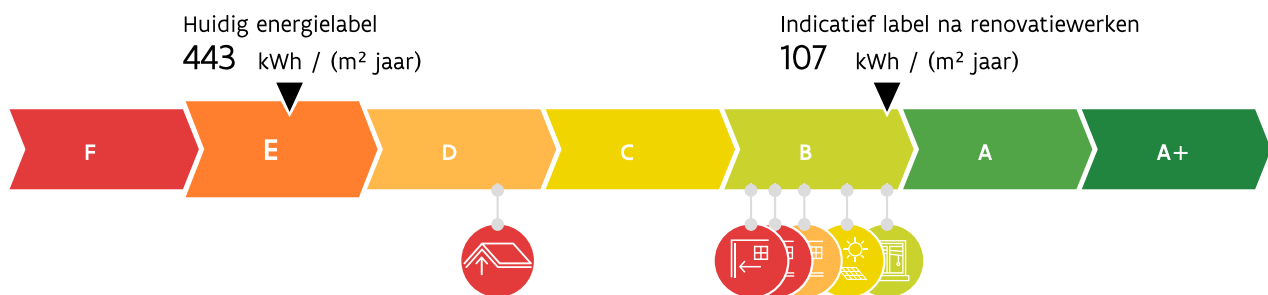 Huidig energielabel
443 kWh / (m² jaar)
Indicatief label na renovatiewerken
107 kWh / (m² jaar)
F E D C B A A+